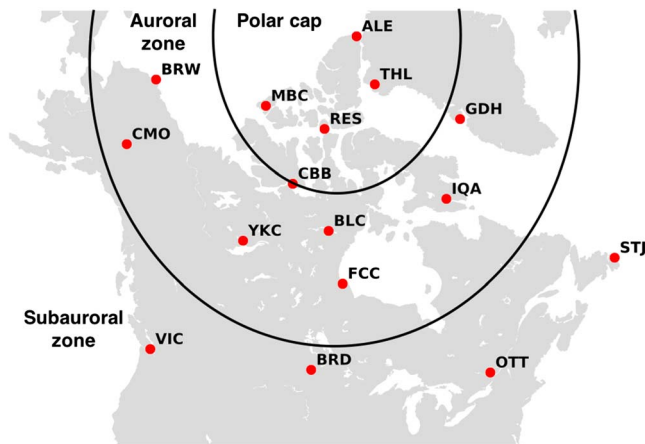 Auroral
zone
Polar cap
ALE
BRW
THL
MBC
GDH
RES
CMO
CBB
IQA
YKC
BLC
STJ
FCC
Subauroral
zone
VIC
BRD
OTT